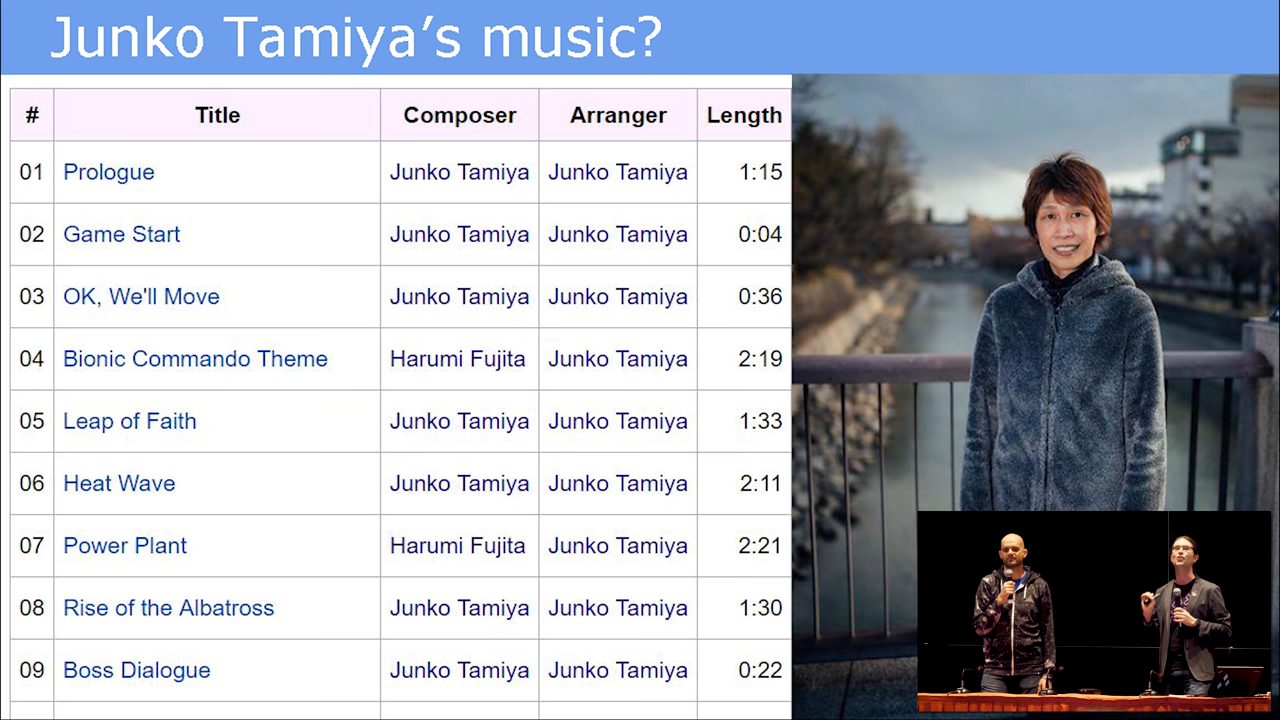 Junko Tamiya’s music?
# Title Composer Arranger Length
01 Prologue Junko Tamiya Junko Tamiya 1:15
02 Game Start Junko Tamiya Junko Tamiya 0:04
03 OK, We'll Move Junko Tamiya Junko Tamiya 0:36
04 Bionic Commando Theme Harumi Fujita Junko Tamiya 2:19
05 Leap of Faith Junko Tamiya Junko Tamiya 1:33
06 Heat Wave Junko Tamiya Junko Tamiya 2:11
07 Power Plant Harumi Fujita Junko Tamiya 2:21
08 Rise of the Albatross Junko Tamiya Junko Tamiya 1:30
09 Boss Dialogue Junko Tamiya Junko Tamiya 0:22